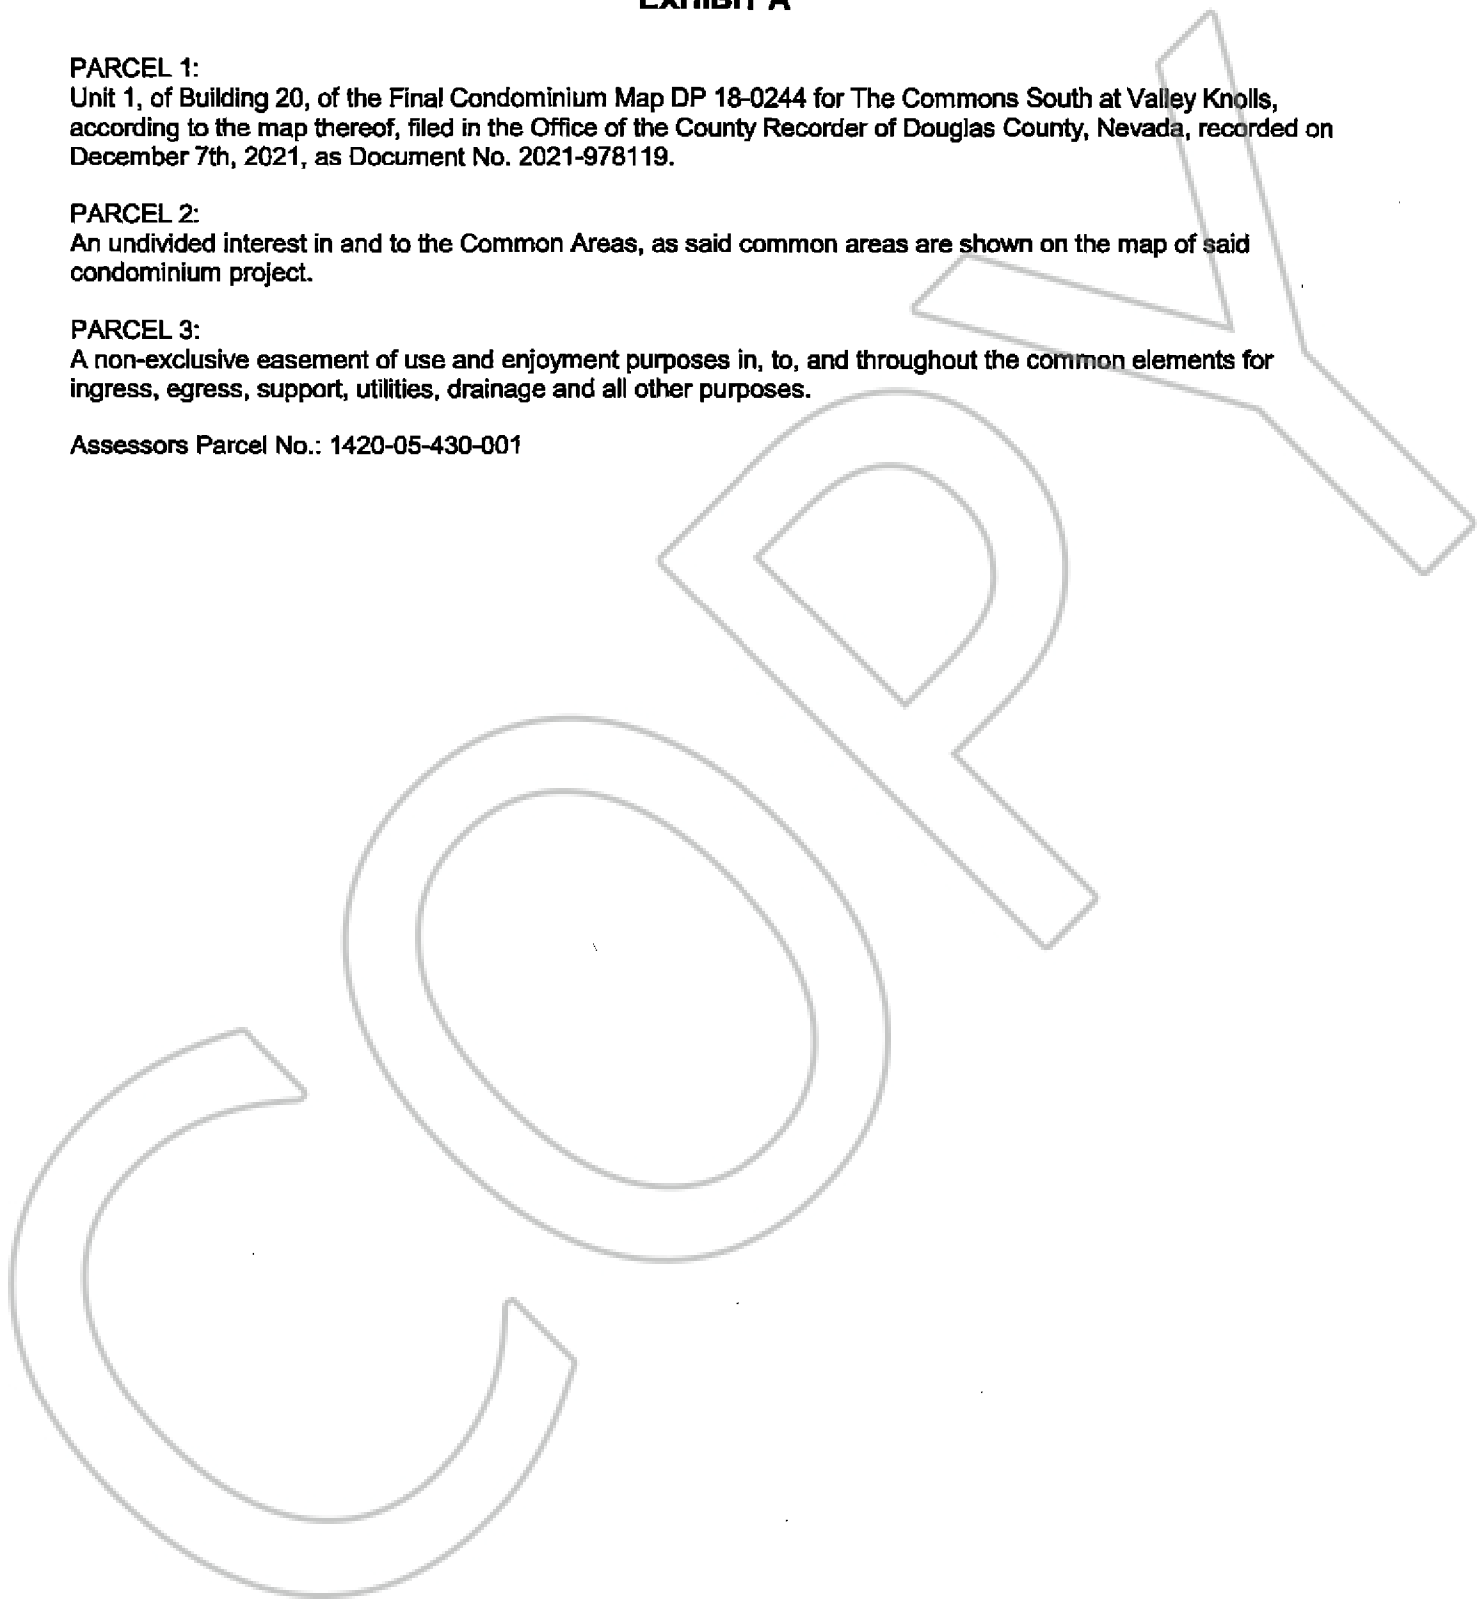 EXHIBIT A
PARCEL 1:
Unit 1, of Building 20, of the Final Condominium Map DP 18-0244 for The Commons South at Valley Knolls,
according to the map thereof, filed in the Office of the County Recorder of Douglas County, Nevada, recorded on
December 7th, 2021, as Document No. 2021-978119.
PARCEL 2:
An undivided interest in and to the Common Areas, as said common areas are shown on the map of said
condominium project.
PARCEL 3:
A non-exclusive easement of use and enjoyment purposes in, to, and throughout the common elements for
ingress, egress, support, utilities, drainage and all other purposes.
Assessors Parcel No.: 1420-05-430-001
COPY